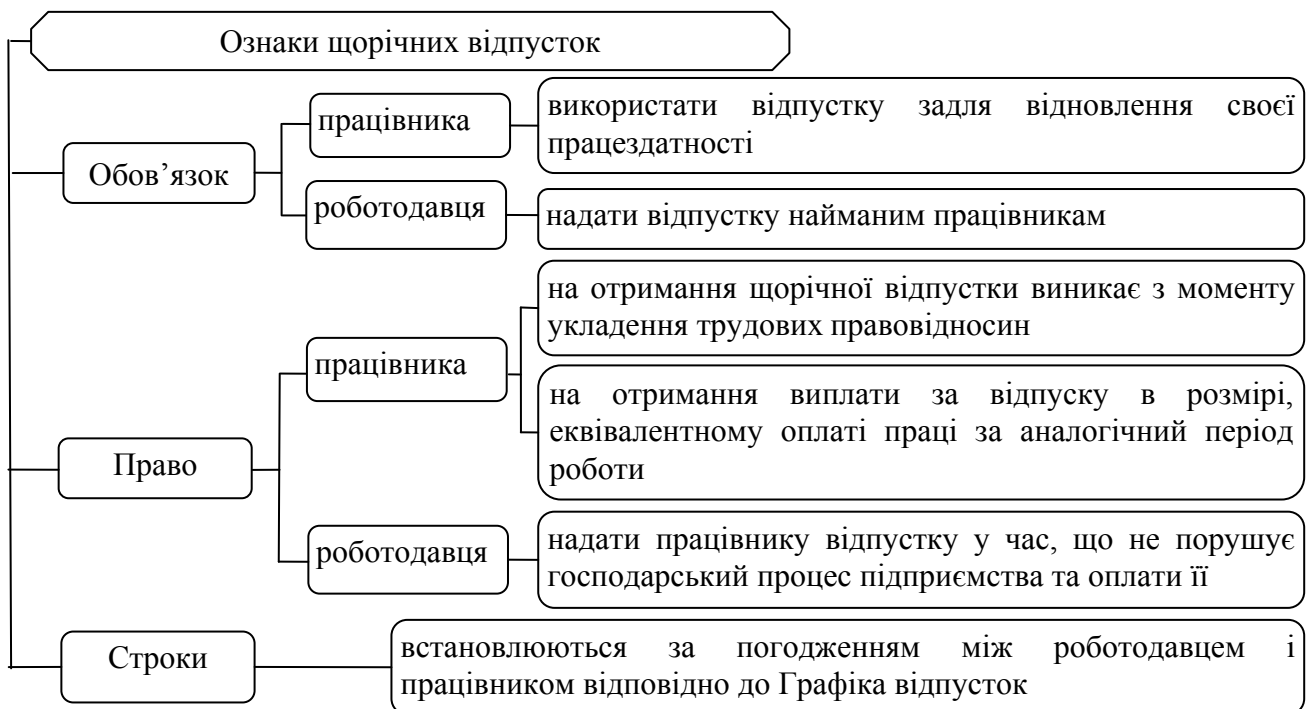 Ознаки щорічних відпусток
Обов’язок
працівника
використати відпустку задля відновлення своєї
працездатності
роботодавця
надати відпустку найманим працівникам
Право
працівника
на отримання щорічної відпустки виникає з моменту
укладення трудових правовідносин
на отримання виплати за відпуску в розмірі,
еквівалентному оплаті праці за аналогічний період
роботи
роботодавця
надати працівнику відпустку у час, що не порушує
господарський процес підприємства та оплати її
Строки
встановлюються за погодженням між роботодавцем і
працівником відповідно до Графіка відпусток